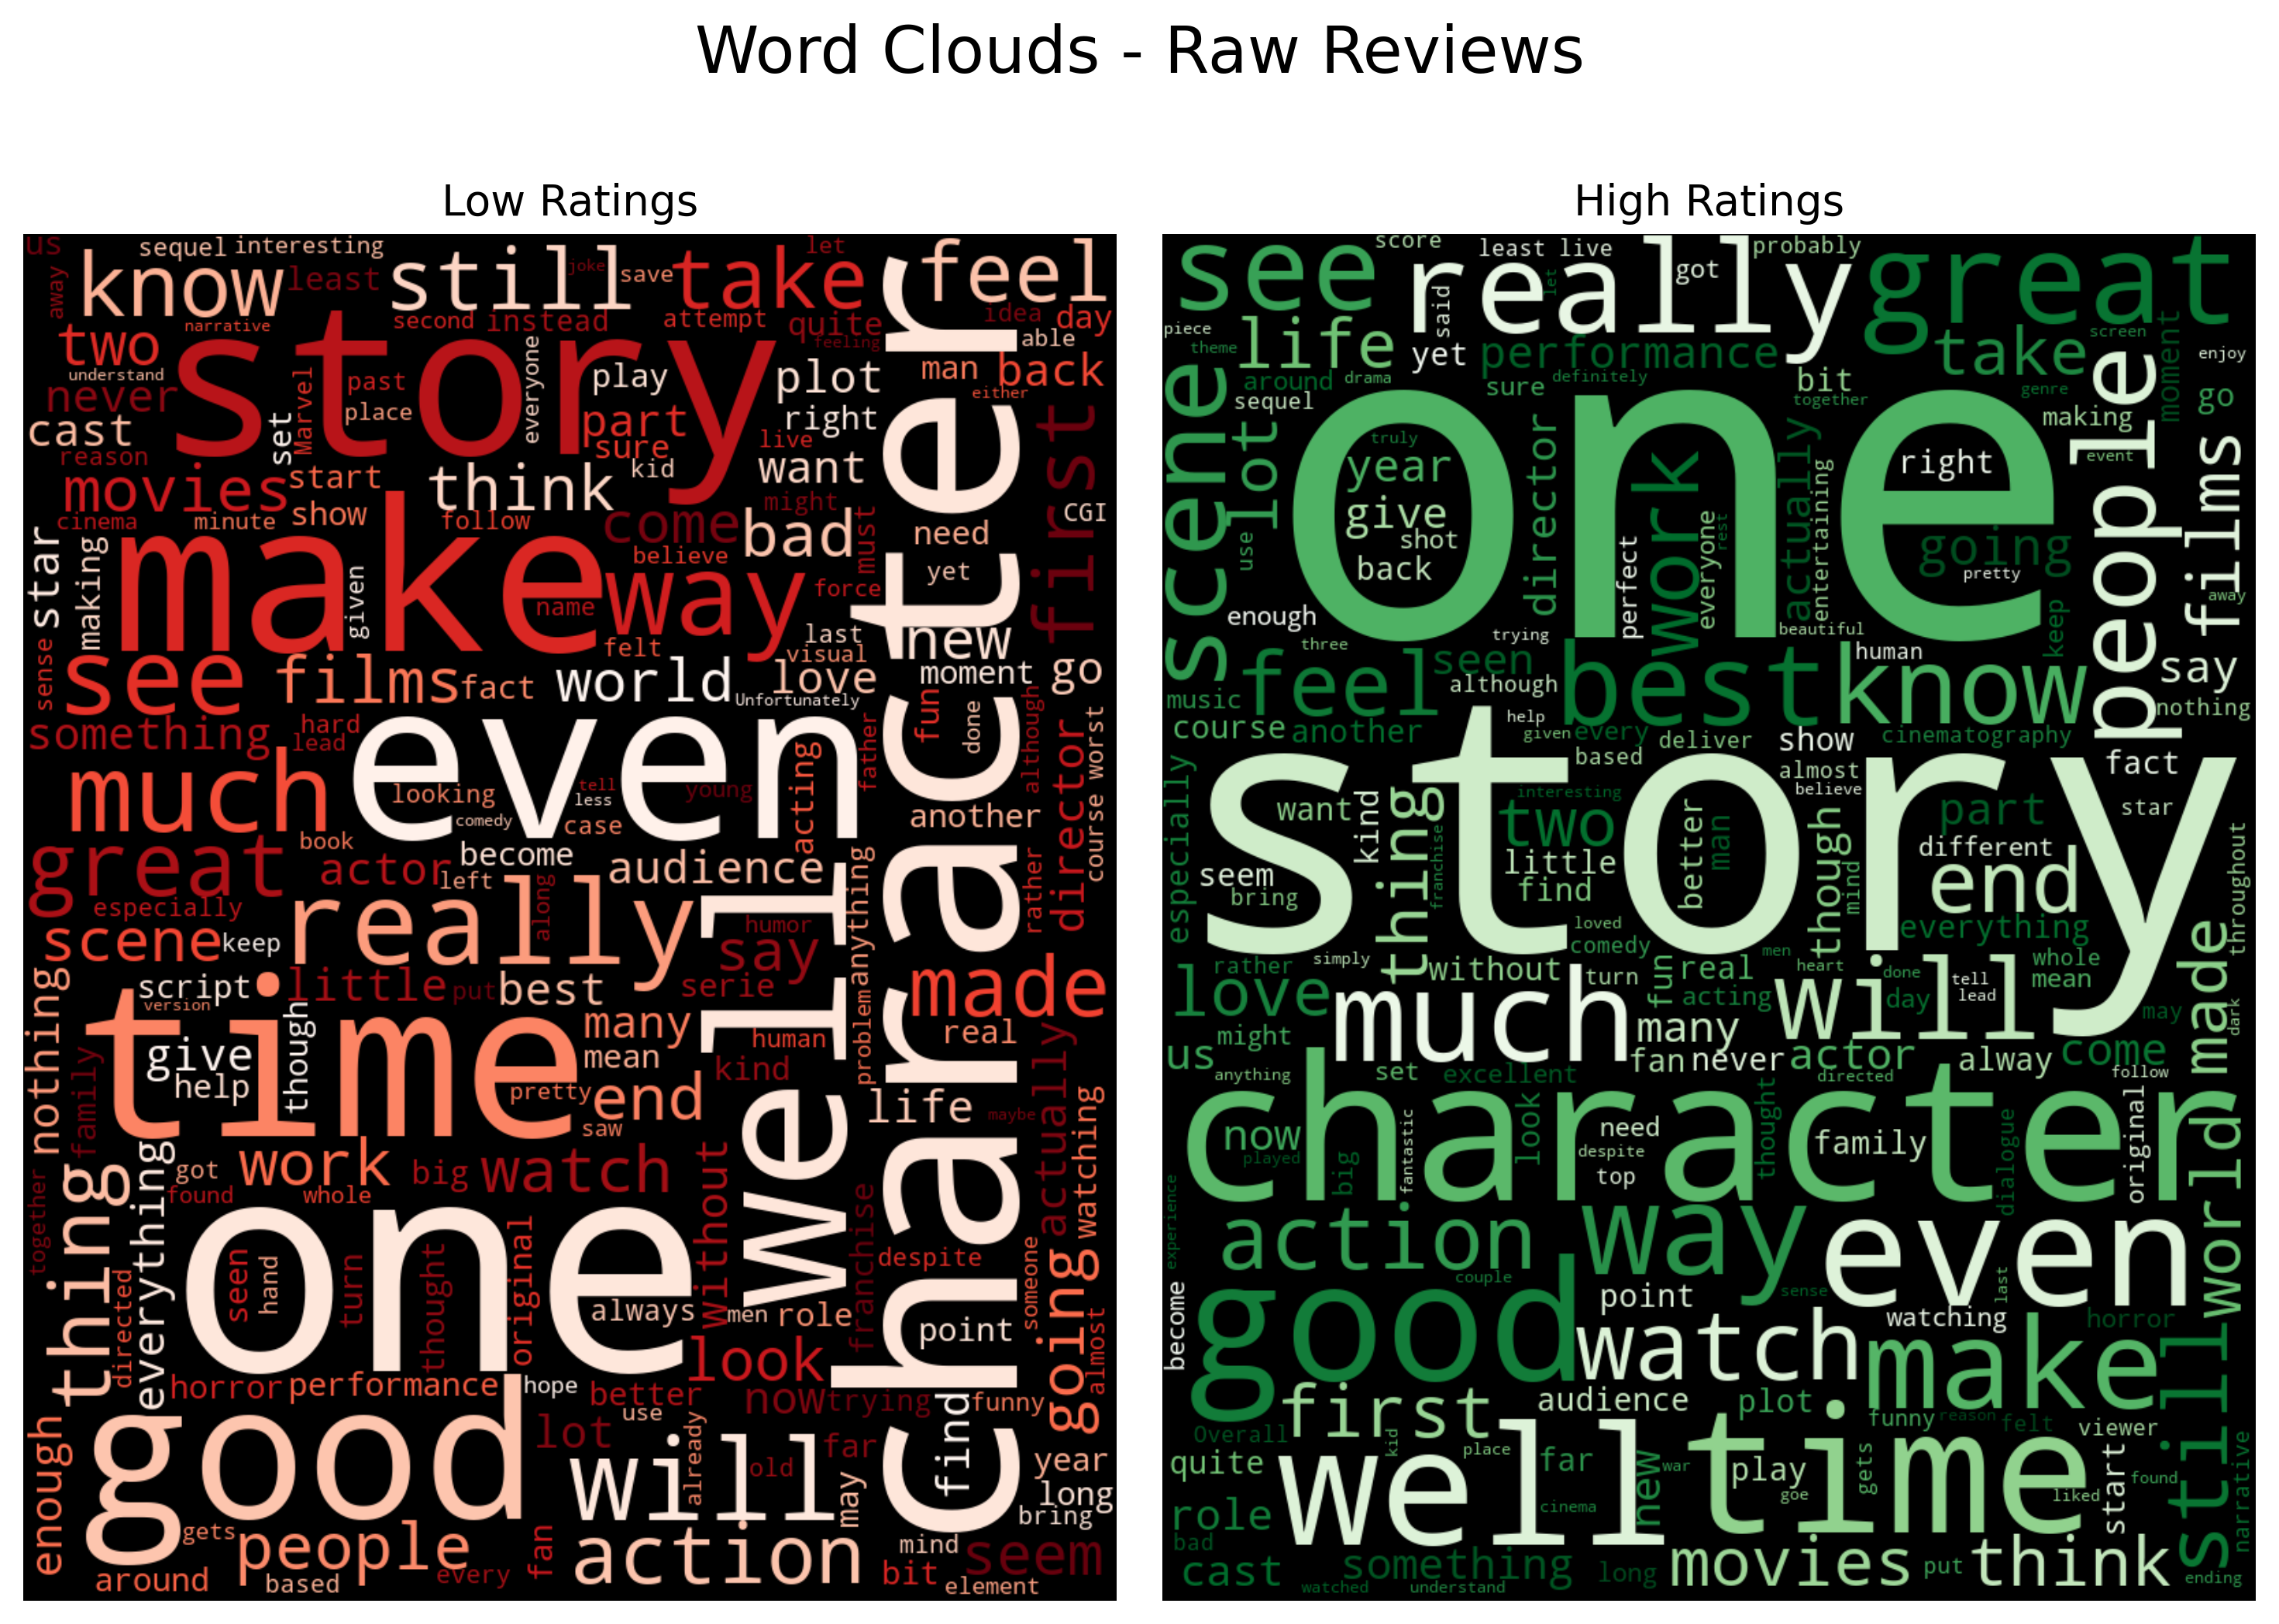 Word Clouds - Raw Reviews
Low Ratings
us sequel interesting let
know least still joke save take feel
away narrative second instead attempt quite feeling idea day
two story able
understand everyone play plot man back
never Marvel past place part either
cast set right first
reason sure live
movies start think kid want
cinema minute show follow come might bad must CGI
star making make believe need
given name way force yet
sense see felt last new
films fact world visual love moment go
Unfortunately
something hard lead even fun done director although course worst
much looking tell less comedy case young acting father another
great book actor left become audience
especially along really humor anything rather
scene keep say character
nothing script little put best serie made
version time many problem real
family give help though mean human actually
pretty end kind life maybe
saw well
together thing everything got work big watch without watching
found whole franchise despite someone
one seen hand turn thought original always men role point going almost
directed
horror performance hope look
better now trying find funny
enough good use lot already far year
will old may long
gets people fan action bring
around based every mind bit element seem
High Ratings
see score least live really got probably great
piece said let
life yet performance take screen moment enjoy
theme around drama sure definitely bit together genre go
scene sequel making people
lot one films
truly year director work actually right event
use give shot everyone rest entertaining
back perfect going pretty away
enough trying beautiful keep
three human say
feel seen best know
music although nothing
course another help given every deliver show cinematography
based almost fact
especially want kind story interesting two believe part star
thing franchise little better man though mind different throughout
seem bring find end
loved comedy everything
simply men heart
love rather without turn fun real will done whole made
acting day tell lead mean may dark
might much many
us fan never actor alway come
anything set excellent directed follow
character
now played big fantastic look need despite top thought family dialogue original world
experience
action way even
couple sense last
become good point watching horror still
watch make
first audience plot
Overall funny reason felt viewer
quite well kid place far new war play time gets start narrative
goe liked found
role cinema
bad
cast something long movies put think ending
watched understand